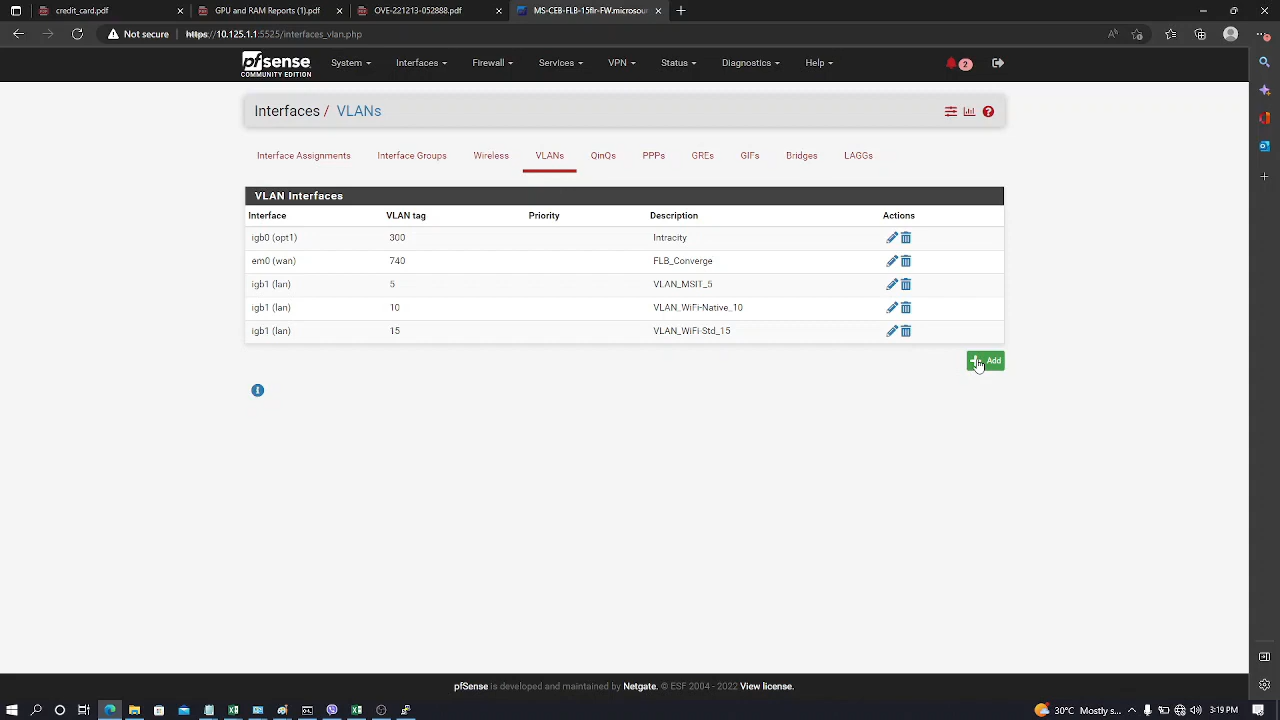 credit_card.pdf
GPU and RAM Reports (1).pdf
OVE-221213-052888.pdf
MS-CEB-FLB-15flr-FW.microsou
Not secure
https://10.125.1.1:5525/interfaces_vlan.php
pfsense
COMMUNITY EDITION
System
Interfaces
Firewall
Services
VPN
Status
Diagnostics
Help
2
Interfaces / VLANs
Interface Assignments
Interface Groups
Wireless
VLANs
QinQs
PPPs
GREs
GIFs
Bridges
LAGGs
VLAN Interfaces
Interface VLAN tag Priority Description Actions
igb0 (opt1) 300 Intracity
em0 (wan) 740 FLB_Converge
igb1 (lan) 5 VLAN_MSIT_5
igb1 (lan) 10 VLAN_WiFi-Native_10
igb1 (lan) 15 VLAN_WiFi-Std_15
Add
pfSense is developed and maintained by Netgate. © ESF 2004 - 2022 View license.
30°C Mostly s...
3:19 PM